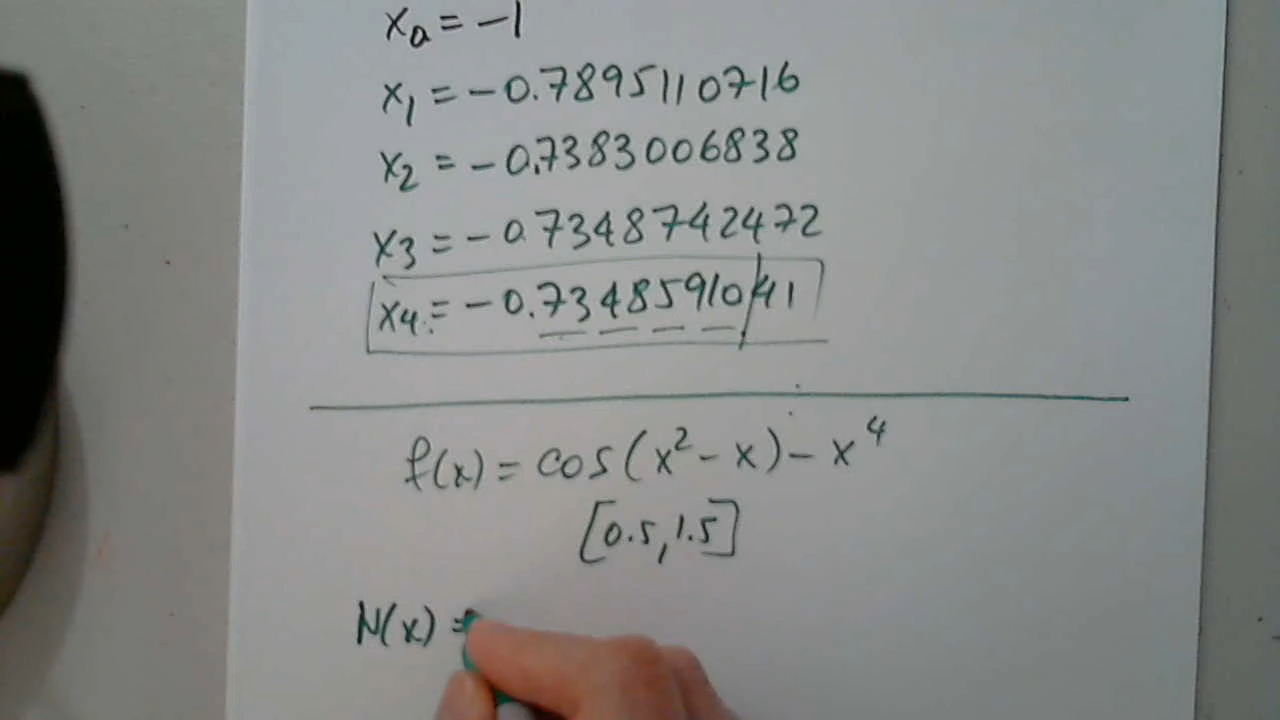 x₀ = -1
x₁ = -0.7895110716
x₂ = -0.7383006838
x₃ = -0.7348742472
x₄ = -0.7348591041
f(x) = cos(x² - x) - x⁴
[0.5, 1.5]
N(x) =